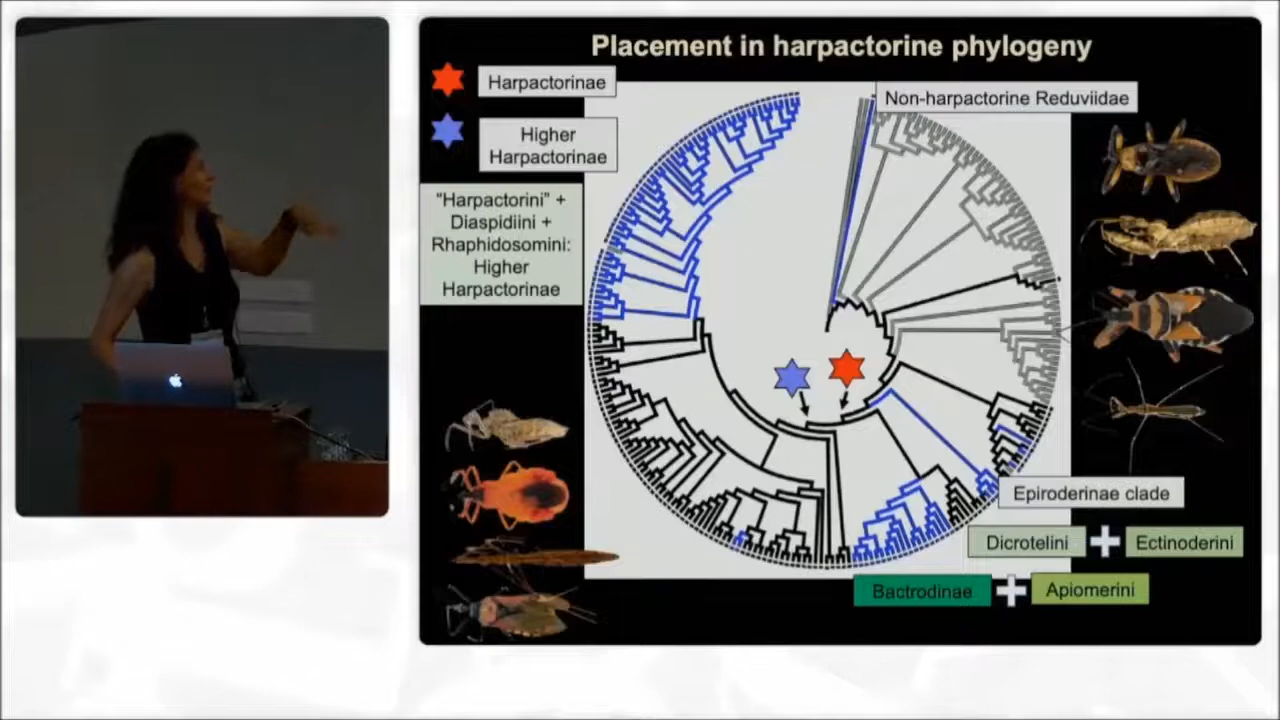 Placement in harpactorine phylogeny
Harpactorinae
Higher
Harpactorinae
"Harpactorini" +
Diaspidiini +
Rhaphidosomini:
Higher
Harpactorinae
Non-harpactorine Reduviidae
Epiroderinae clade
Dicrotelini
Ectinoderini
Bactrodinae
Apiomerini